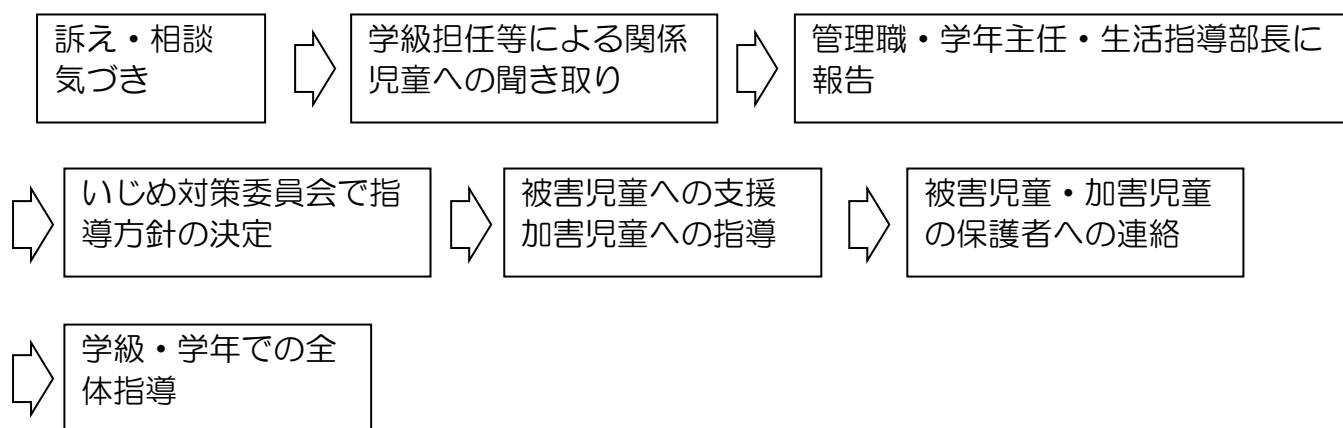 訴え・相談
気づき
学級担任等による関係
児童への聞き取り
管理職・学年主任・生活指導部長に
報告
いじめ対策委員会で指
導方針の決定
被害児童への支援
加害児童への指導
被害児童・加害児童
の保護者への連絡
学級・学年での全
体指導